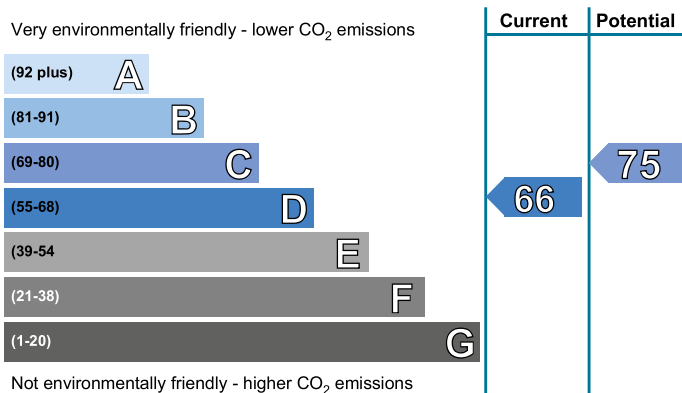 Current
Potential
Very environmentally friendly - lower CO2 emissions
(92 plus) A
(81-91) B
(69-80) C
75
(55-68) D
66
(39-54 E
(21-38) F
(1-20) G
Not environmentally friendly - higher CO2 emissions